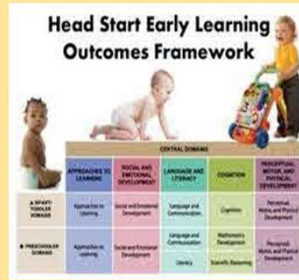 Head Start Early Learning
Outcomes Framework
CENTRAL DOMAINS
APPROACHES TO
LEARNING
SOCIAL AND
EMOTIONAL
DEVELOPMENT
LANGUAGE AND
LITERACY
COGNITION
PERCEPTUAL,
MOTOR, AND
PHYSICAL
DEVELOPMENT
▲ INFANT/
TODDLER
DOMAINS
Approaches to
Learning
Social and Emotional
Development
Language and
Communication
Cognition
Perceptual,
Motor, and Physical
Development
● PRESCHOOLER
DOMAINS
Approaches to
Learning
Social and Emotional
Development
Language and
Communication
Literacy
Mathematics
Development
Scientific Reasoning
Perceptual,
Motor, and Physical
Development